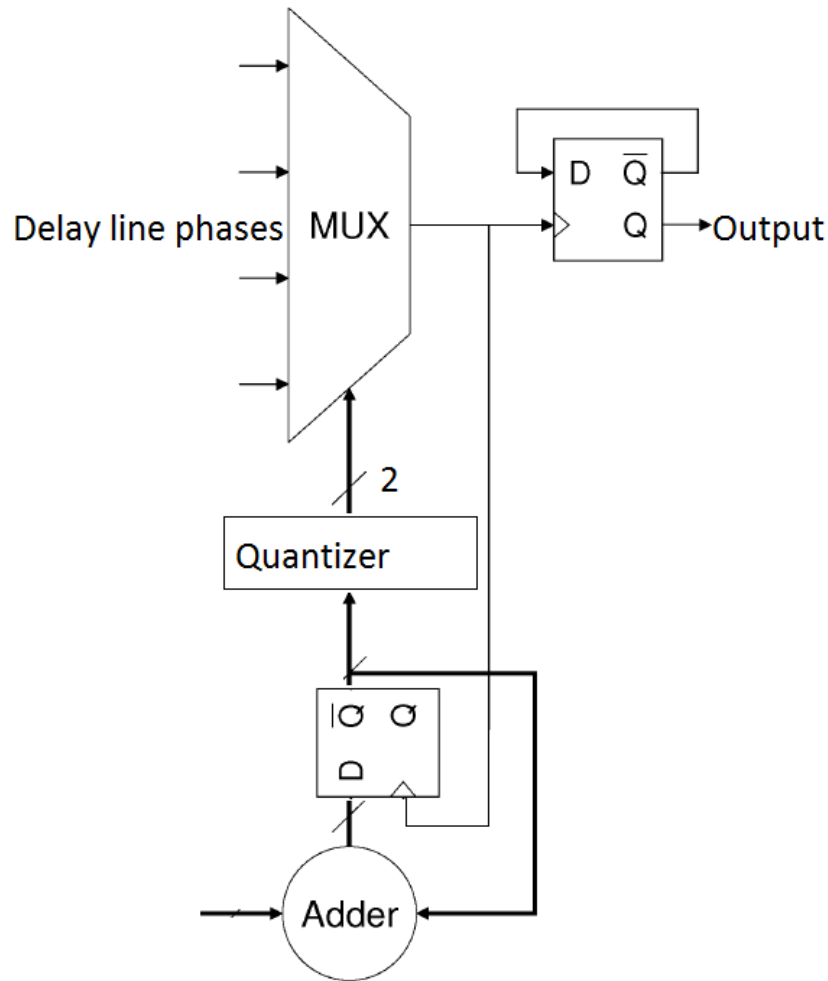 D Q̅
Delay line phases MUX
Q Output
2
Quantizer
Q̅ Q
D
Adder